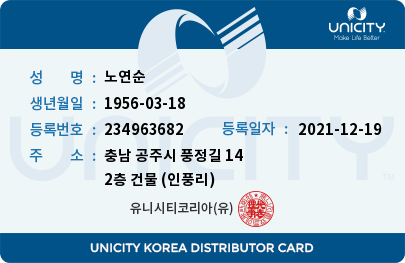 UNICITY
Make Life Better
UNICITY
성 명 : 노연순
생년월일 : 1956-03-18
등록번호 : 234963682 등록일자 : 2021-12-19
주 소 : 충남 공주시 풍정길 14
2층 건물 (인풍리)
유니시티코리아(유)
UNICITY KOREA DISTRIBUTOR CARD